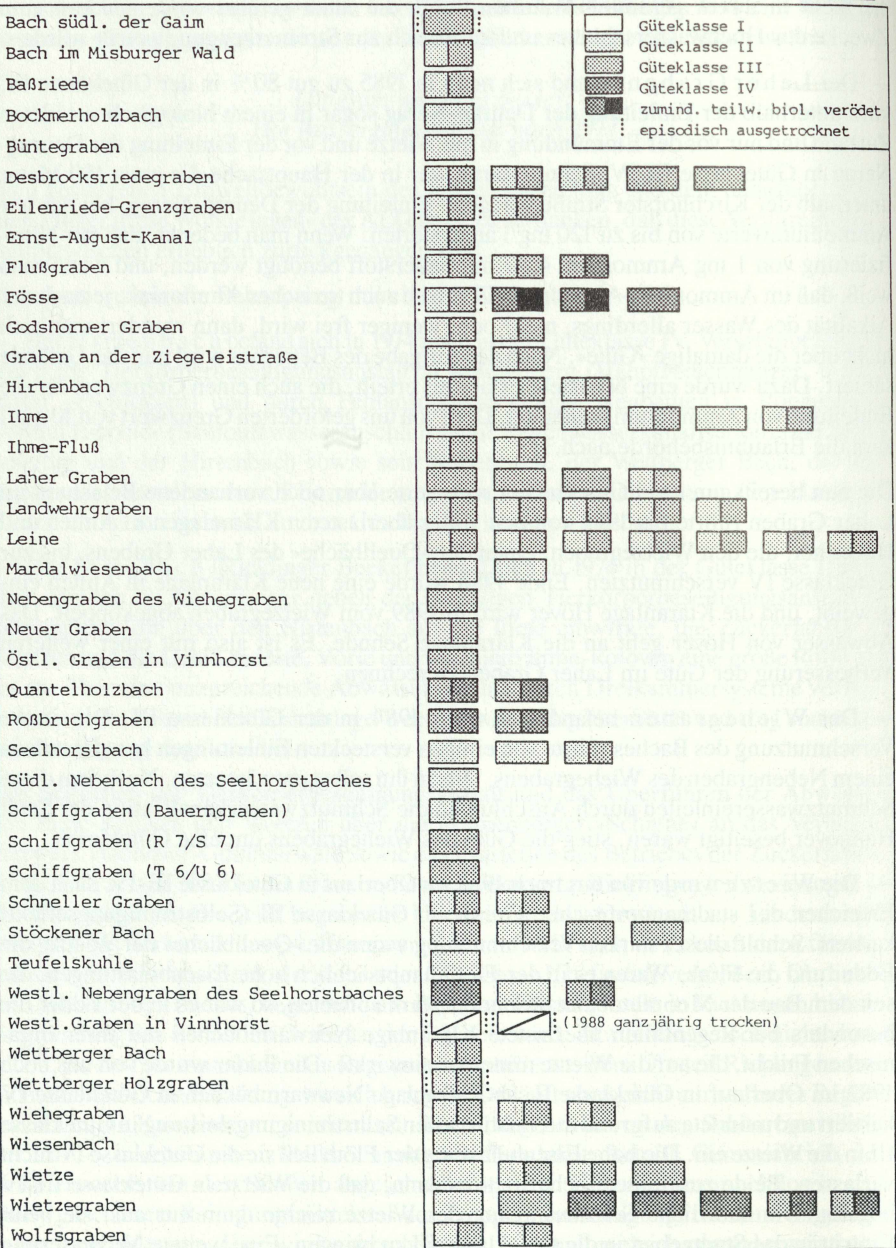 Bach südl. der Gaim
Bach im Misburger Wald
Baßriede
Bockmerholzbach
Büntegraben
Desbrocksriedegraben
Eilenriede-Grenzgraben
Ernst-August-Kanal
Flußgraben
Fösse
Godshorner Graben
Graben an der Ziegeleistraße
Hirtenbach
Ihme
Ihme-Fluß
Laher Graben
Landwehrgraben
Leine
Mardalwiesenbach
Nebengraben des Wiehegraben
Neuer Graben
Östl. Graben in Vinnhorst
Quantelholzbach
Roßbruchgraben
Seelhorstbach
Südl. Nebengraben des Seelhorstbaches
Schiffgraben (Bauerngraben)
Schiffgraben (R 7/S 7)
Schiffgraben (T 6/U 6)
Schneller Graben
Stöckener Bach
Teufelskuhle
Westl. Nebengraben des Seelhorstbaches
Westl.Graben in Vinnhorst
(1988 ganzjährig trocken)
Wettberger Bach
Wettberger Holzgraben
Wiehegraben
Wiesenbach
Wietze
Wietzegraben
Wolfsgraben
Güteklasse I
Güteklasse II
Güteklasse III
Güteklasse IV
zumind. teilw. biol. verödet
episodisch ausgetrocknet